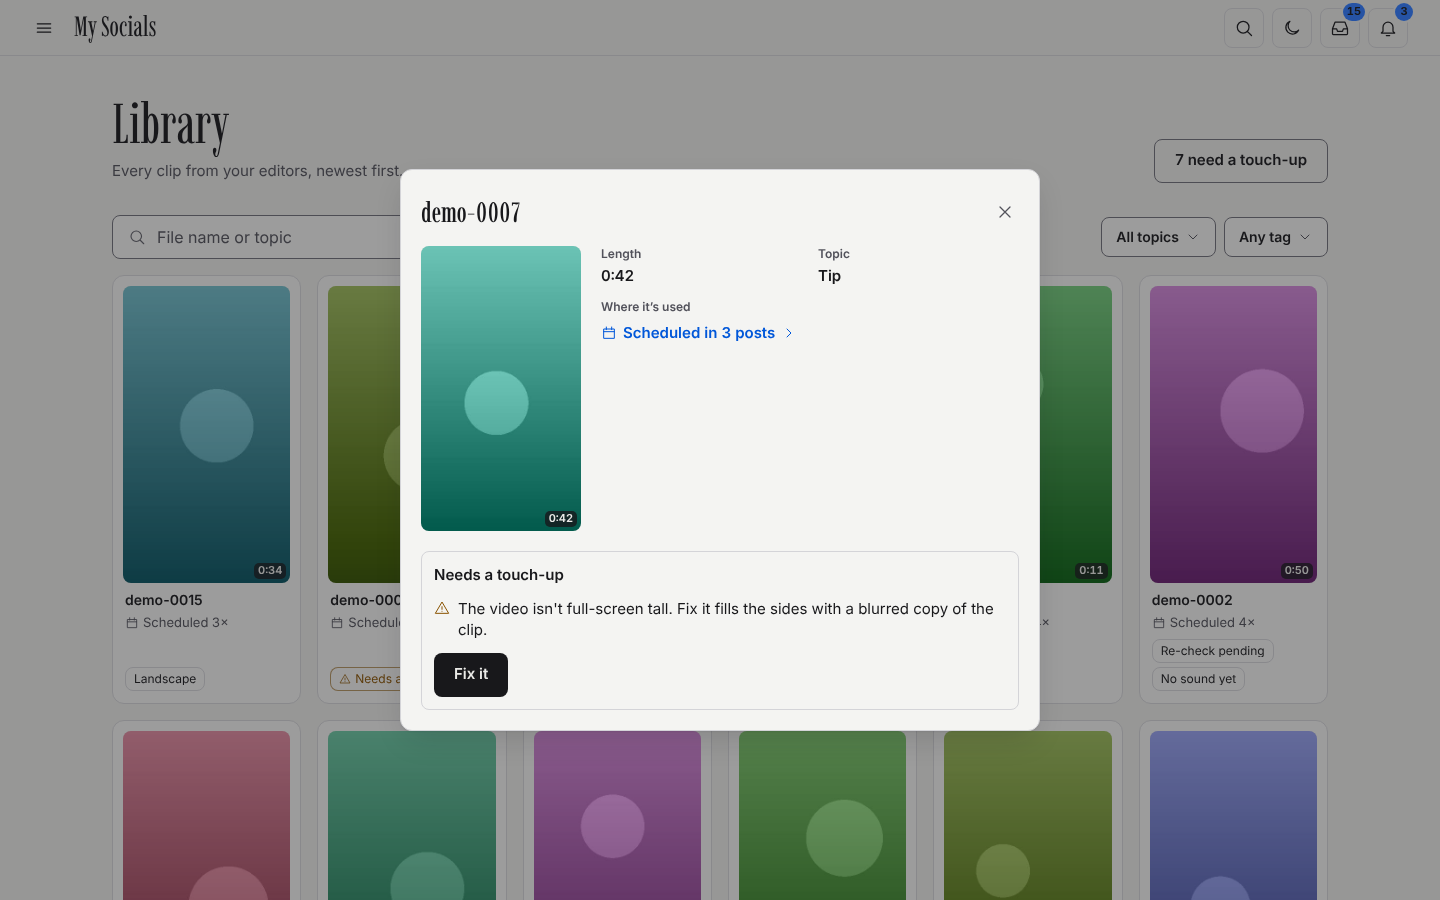 My Socials
15
3
Library
Every clip from your editors, newest first.
7 need a touch-up
File name or topic
All topics
Any tag
demo-0007
Length
0:42
Topic
Tip
Where it’s used
Scheduled in 3 posts
0:42
Needs a touch-up
The video isn't full-screen tall. Fix it fills the sides with a blurred copy of the
clip.
Fix it
0:34
0:11
0:50
demo-0015
demo-0002
Scheduled 3×
Scheduled 4×
Re-check pending
Landscape
Needs
No sound yet